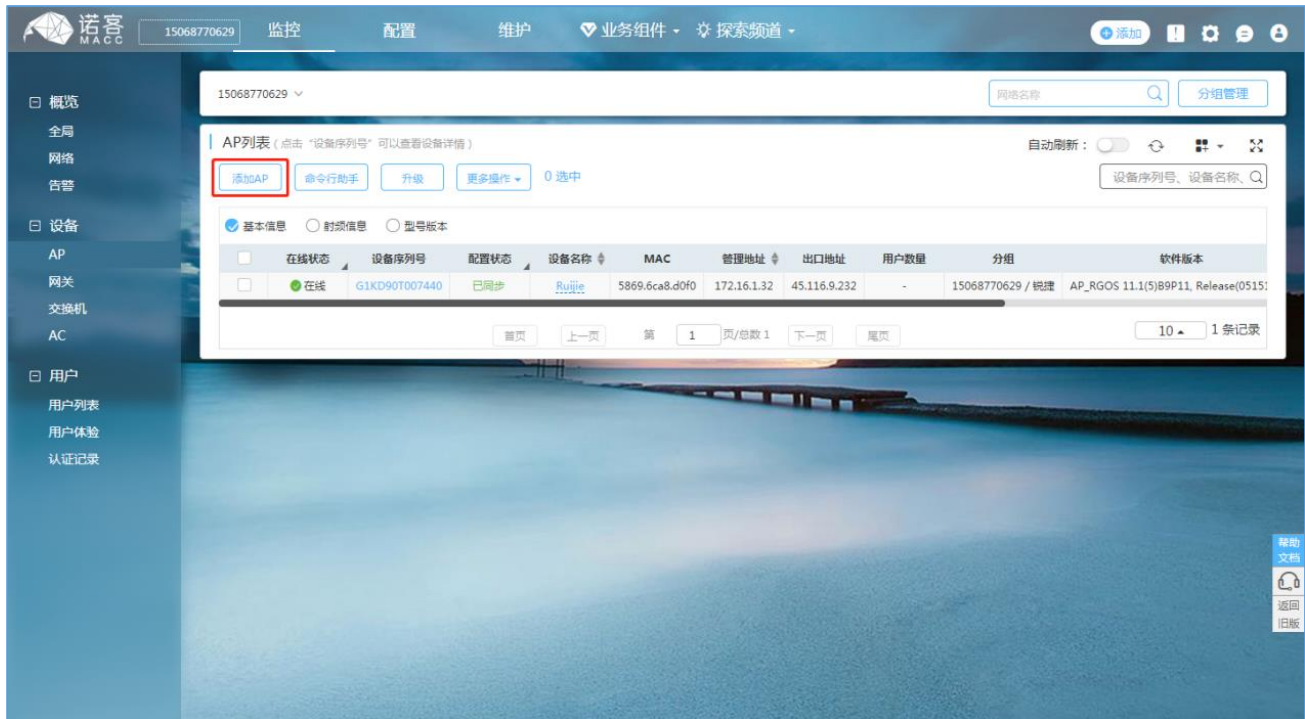 诺客 MACC 15068770629 监控 配置 维护 业务组件 探索频道 添加
概览
全局
网络
告警
设备
AP
网关
交换机
AC
用户
用户列表
用户体验
认证记录
15068770629 网络名称 分组管理
AP列表 (点击 "设备序列号" 可以查看设备详情) 自动刷新：
添加AP 命令行助手 升级 更多操作 0 选中 设备序列号、设备名称、
基本信息 射频信息 型号版本
在线状态 设备序列号 配置状态 设备名称 MAC 管理地址 出口地址 用户数量 分组 软件版本
在线 G1KD90T007440 已同步 Ruijie 5869.6ca8.d0f0 172.16.1.32 45.116.9.232 - 15068770629 / 锐捷 AP_RGOS 11.1(5)B9P11, Release(05151
首页 上一页 第 1 页/总数 1 下一页 尾页 10 1 条记录
帮助
文档
返回
旧版